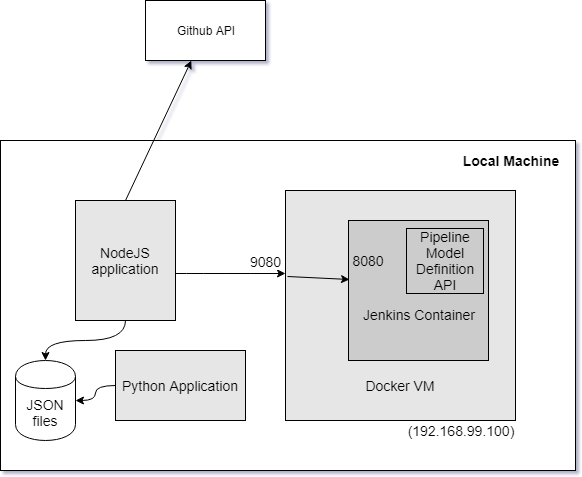 Github API
Local Machine
NodeJS
application
9080
8080
Pipeline
Model
Definition
API
Jenkins Container
Python Application
Docker VM
JSON
files
(192.168.99.100)